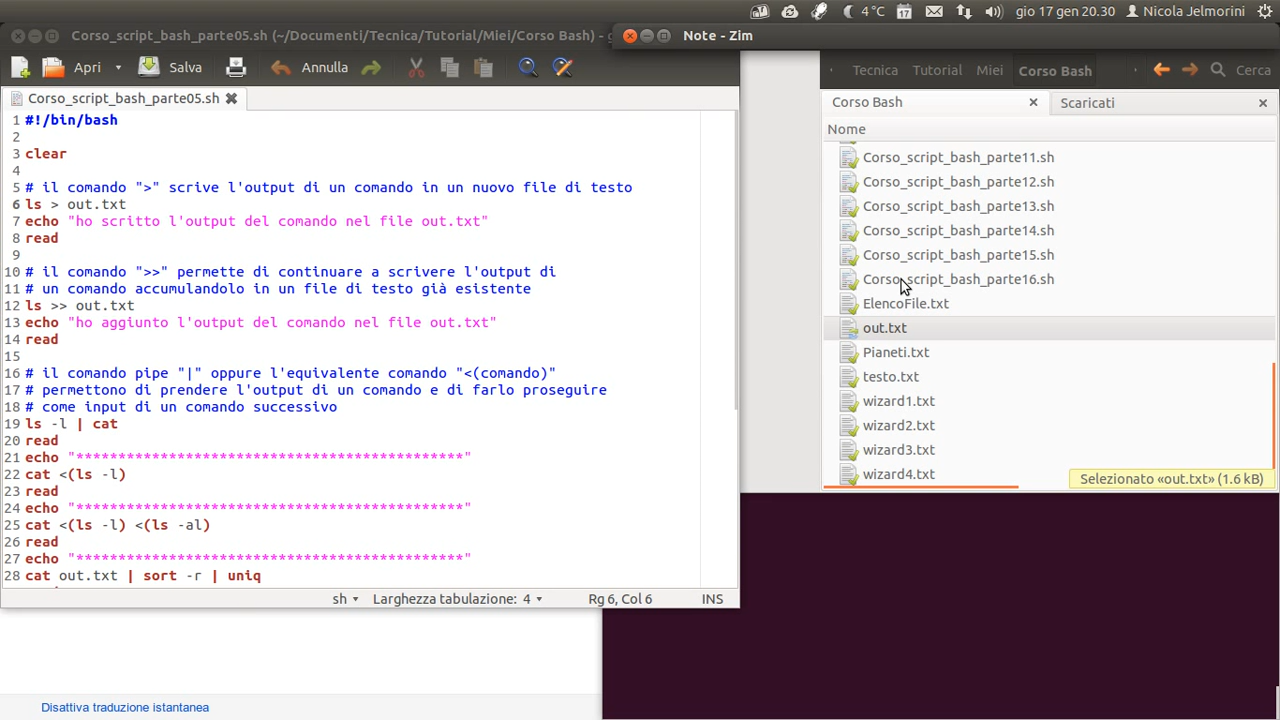 4 °C 17 gio 17 gen 20.30 Nicola Jelmorini
Corso_script_bash_parte05.sh (~/Documenti/Tecnica/Tutorial/Miei/Corso Bash) - g
Note - Zim
Apri Salva Annulla
Corso_script_bash_parte05.sh
1 #!/bin/bash
2
3 clear
4
5 # il comando ">" scrive l'output di un comando in un nuovo file di testo
6 ls > out.txt
7 echo "ho scritto l'output del comando nel file out.txt"
8 read
9
10 # il comando ">>" permette di continuare a scrivere l'output di
11 # un comando accumulandolo in un file di testo già esistente
12 ls >> out.txt
13 echo "ho aggiunto l'output del comando nel file out.txt"
14 read
15
16 # il comando pipe "|" oppure l'equivalente comando "<(comando)"
17 # permettono di prendere l'output di un comando e di farlo proseguire
18 # come input di un comando successivo
19 ls -l | cat
20 read
21 echo "**********************************************"
22 cat <(ls -l)
23 read
24 echo "**********************************************"
25 cat <(ls -l) <(ls -al)
26 read
27 echo "**********************************************"
28 cat out.txt | sort -r | uniq
sh Larghezza tabulazione: 4 Rg 6, Col 6 INS
Tecnica Tutorial Miei Corso Bash Cerca
Corso Bash Scaricati
Nome
Corso_script_bash_parte11.sh
Corso_script_bash_parte12.sh
Corso_script_bash_parte13.sh
Corso_script_bash_parte14.sh
Corso_script_bash_parte15.sh
Corso_script_bash_parte16.sh
ElencoFile.txt
out.txt
Pianeti.txt
testo.txt
wizard1.txt
wizard2.txt
wizard3.txt
wizard4.txt
Selezionato «out.txt» (1.6 kB)
Disattiva traduzione istantanea